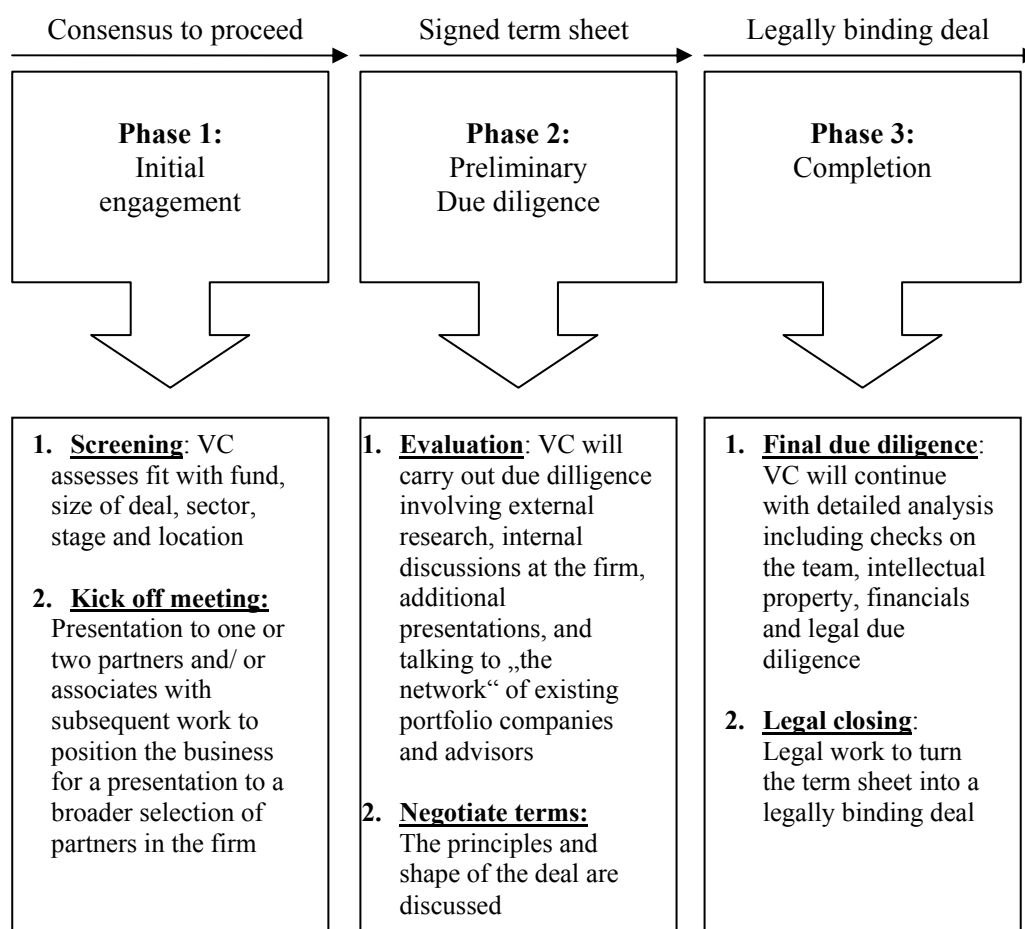 Consensus to proceed
Signed term sheet
Legally binding deal
Phase 1:
Initial
engagement
Phase 2:
Preliminary
Due diligence
Phase 3:
Completion
1. Screening: VC
assesses fit with fund,
size of deal, sector,
stage and location
2. Kick off meeting:
Presentation to one or
two partners and/ or
associates with
subsequent work to
position the business
for a presentation to a
broader selection of
partners in the firm
1. Evaluation: VC will
carry out due dilligence
involving external
research, internal
discussions at the firm,
additional
presentations, and
talking to „the
network“ of existing
portfolio companies
and advisors
2. Negotiate terms:
The principles and
shape of the deal are
discussed
1. Final due diligence:
VC will continue
with detailed analysis
including checks on
the team, intellectual
property, financials
and legal due
diligence
2. Legal closing:
Legal work to turn
the term sheet into a
legally binding deal